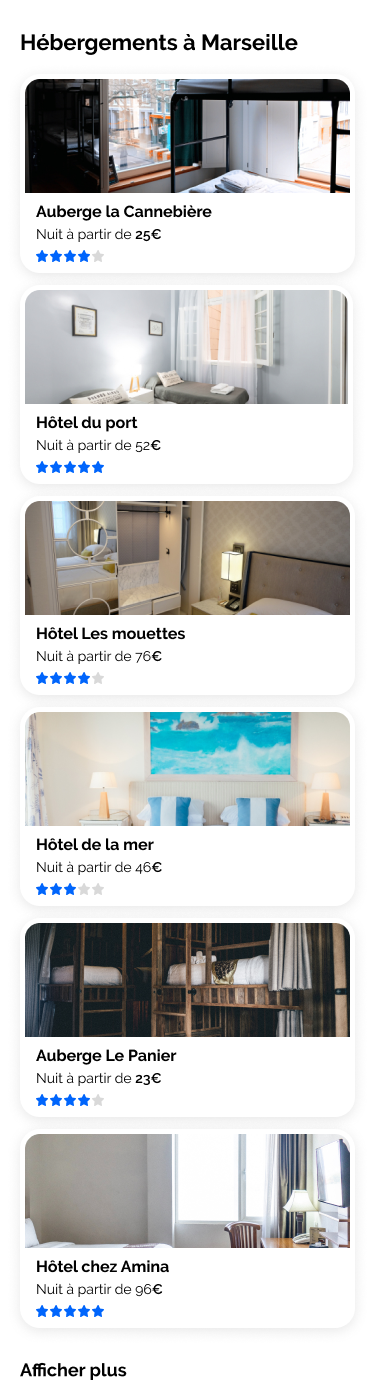 Hébergements à Marseille
Auberge la Cannebière
Nuit à partir de 25€
Hôtel du port
Nuit à partir de 52€
Hôtel Les mouettes
Nuit à partir de 76€
Hôtel de la mer
Nuit à partir de 46€
Auberge Le Panier
Nuit à partir de 23€
Hôtel chez Amina
Nuit à partir de 96€
Afficher plus